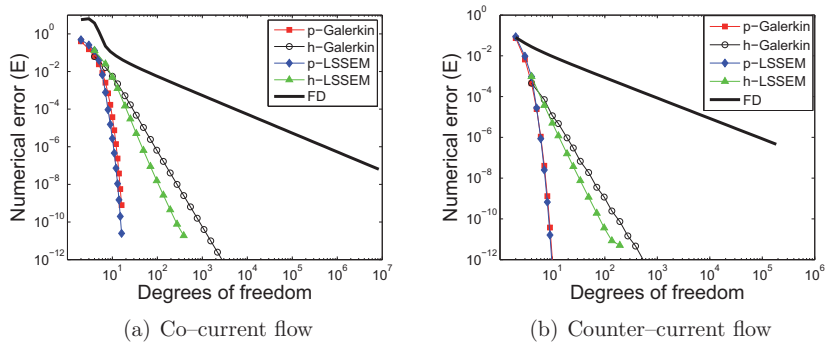 10^0
10^-2
10^-4
10^-6
10^-8
10^-10
10^-12
Numerical error (E)
10^1 10^2 10^3 10^4 10^5 10^6 10^7
Degrees of freedom
p−Galerkin
h−Galerkin
p−LSSEM
h−LSSEM
FD
(a) Co–current flow
10^0
10^-2
10^-4
10^-6
10^-8
10^-10
10^-12
Numerical error (E)
10^1 10^2 10^3 10^4 10^5 10^6
Degrees of freedom
p−Galerkin
h−Galerkin
p−LSSEM
h−LSSEM
FD
(b) Counter–current flow